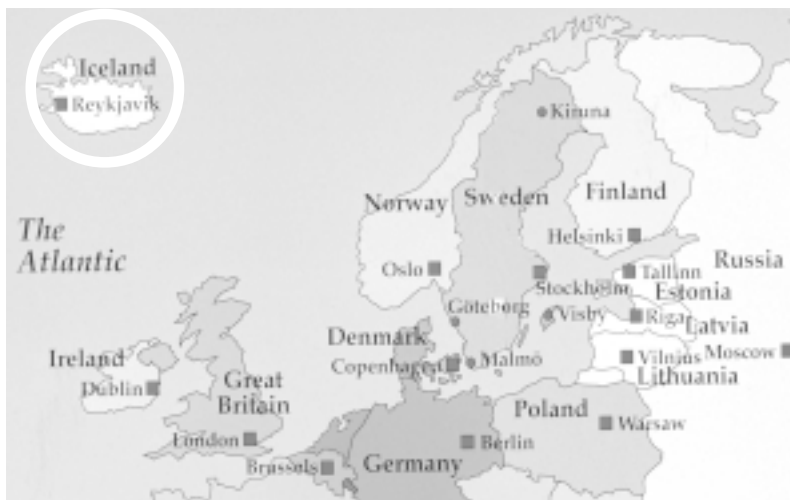 Iceland
Reykjavik
Kiruna
Norway
Sweden
Finland
Helsinki
The
Atlantic
Oslo
Tallinn
Russia
Stockholm
Estonia
Göteborg
Visby
Riga
Latvia
Denmark
Ireland
Copenhagen
Malmö
Vilnius
Moscow
Dublin
Great
Britain
Lithuania
Poland
Warsaw
London
Berlin
Brussels
Germany